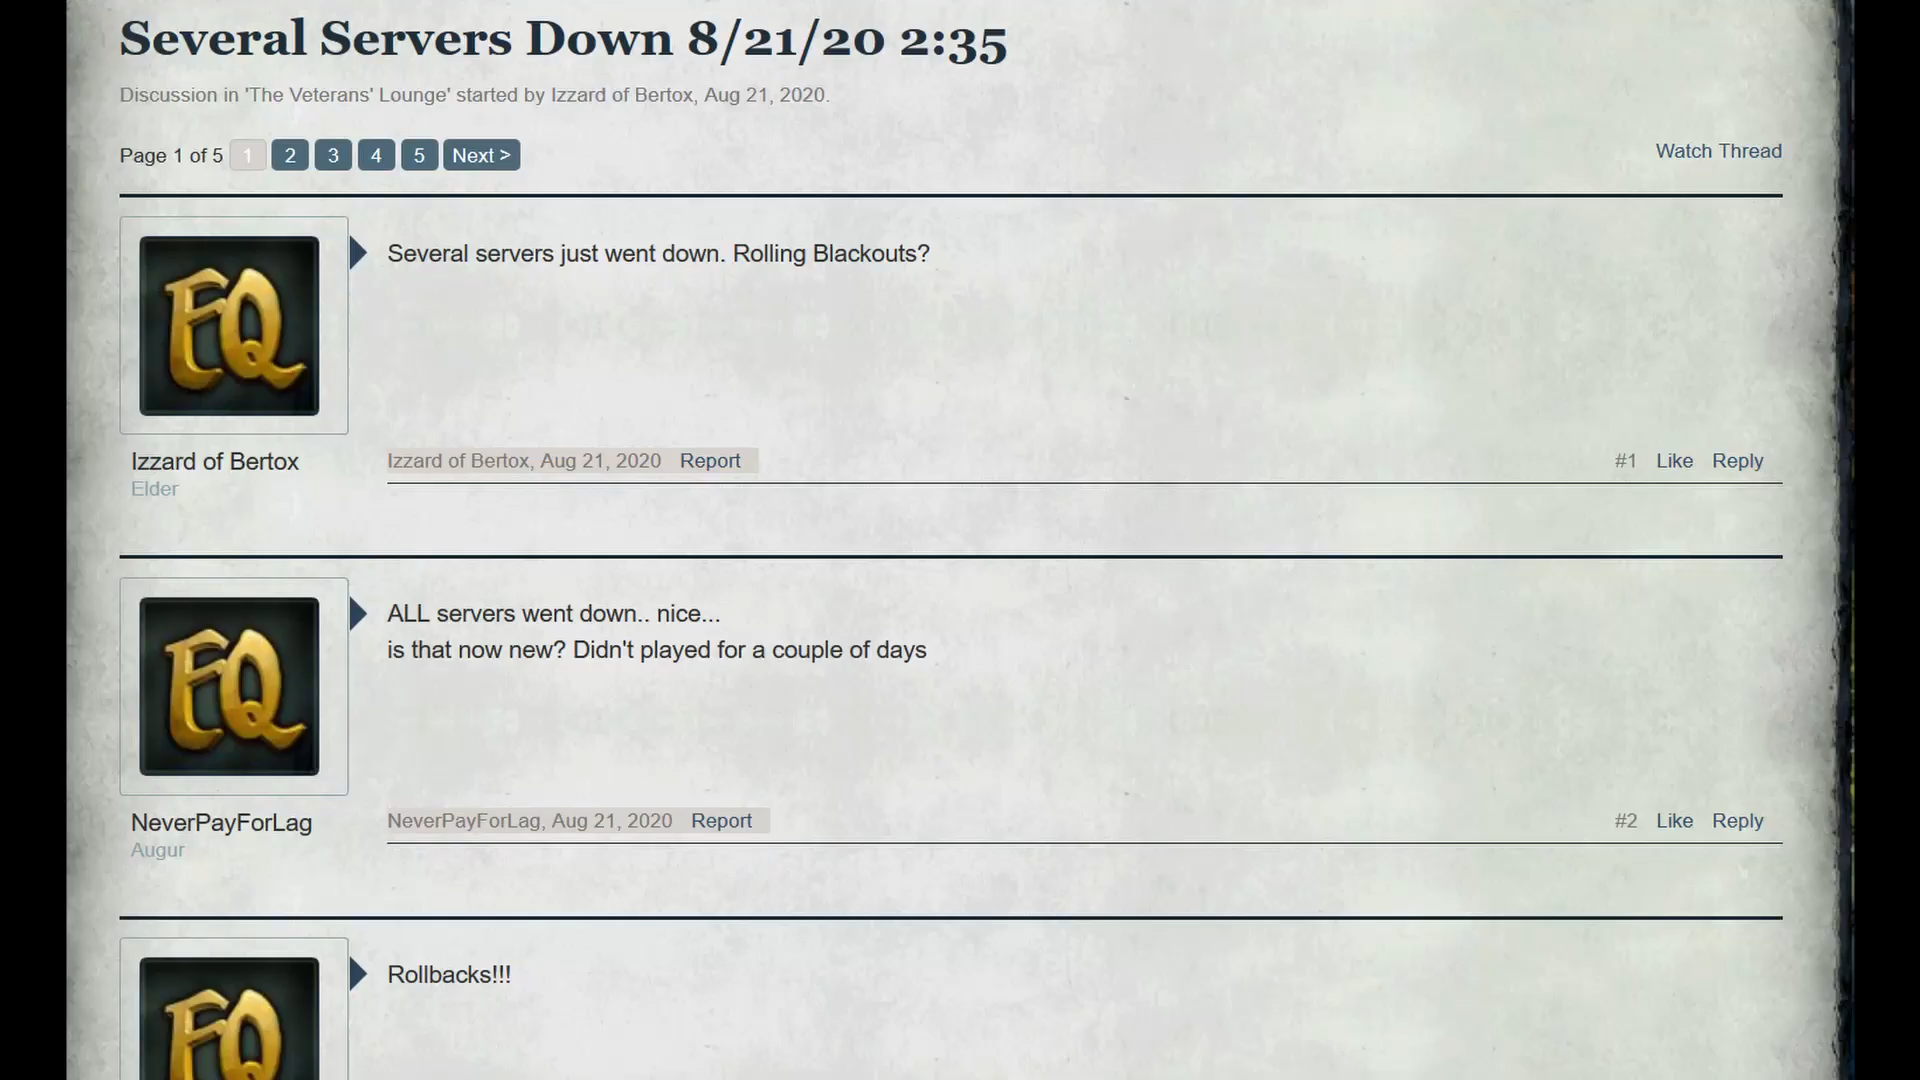 Several Servers Down 8/21/20 2:35
Discussion in 'The Veterans' Lounge' started by Izzard of Bertox, Aug 21, 2020.
Page 1 of 5 1 2 3 4 5 Next >
Watch Thread
EQ
Several servers just went down. Rolling Blackouts?
Izzard of Bertox
Elder
Izzard of Bertox, Aug 21, 2020 Report
#1 Like Reply
EQ
ALL servers went down.. nice...
is that now new? Didn't played for a couple of days
NeverPayForLag
Augur
NeverPayForLag, Aug 21, 2020 Report
#2 Like Reply
EQ
Rollbacks!!!